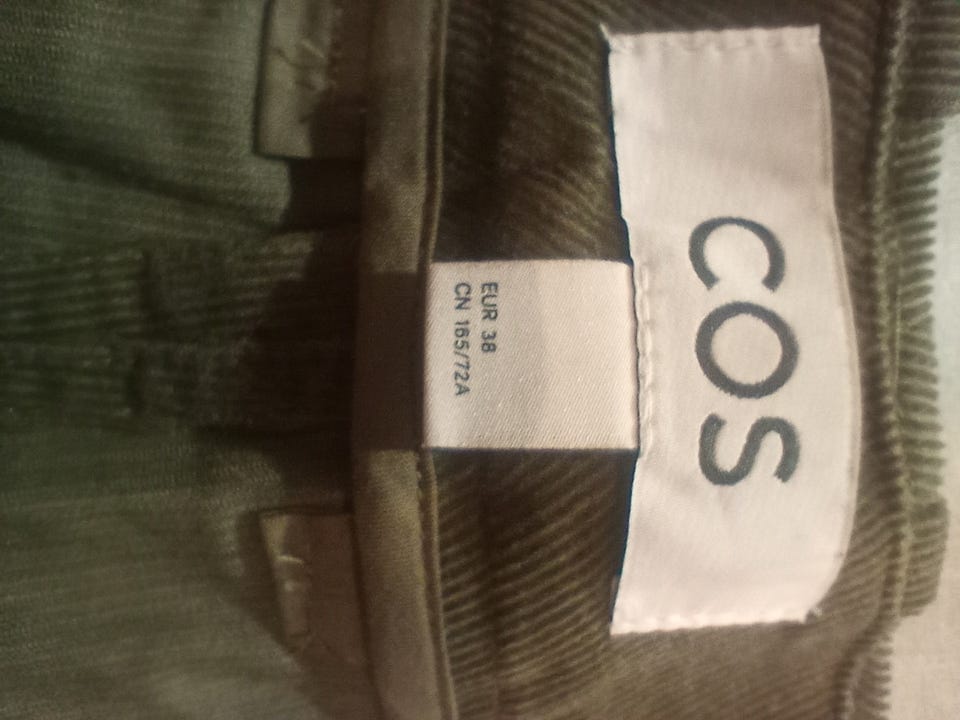 COS
EUR 38
CN 165/72A